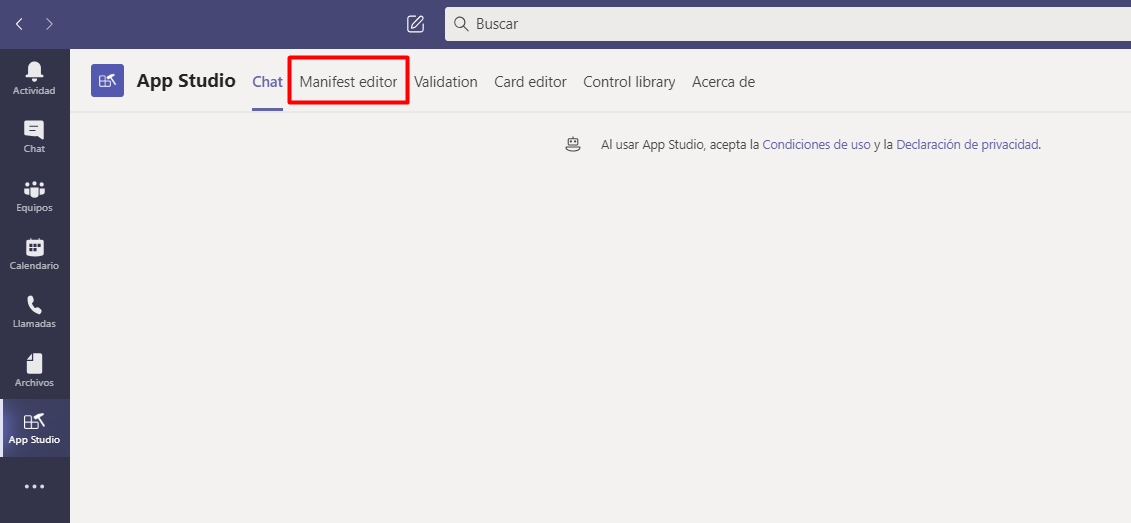 Buscar
App Studio Chat Manifest editor Validation Card editor Control library Acerca de
Al usar App Studio, acepta la Condiciones de uso y la Declaración de privacidad.
Actividad
Chat
Equipos
Calendario
Llamadas
Archivos
App Studio